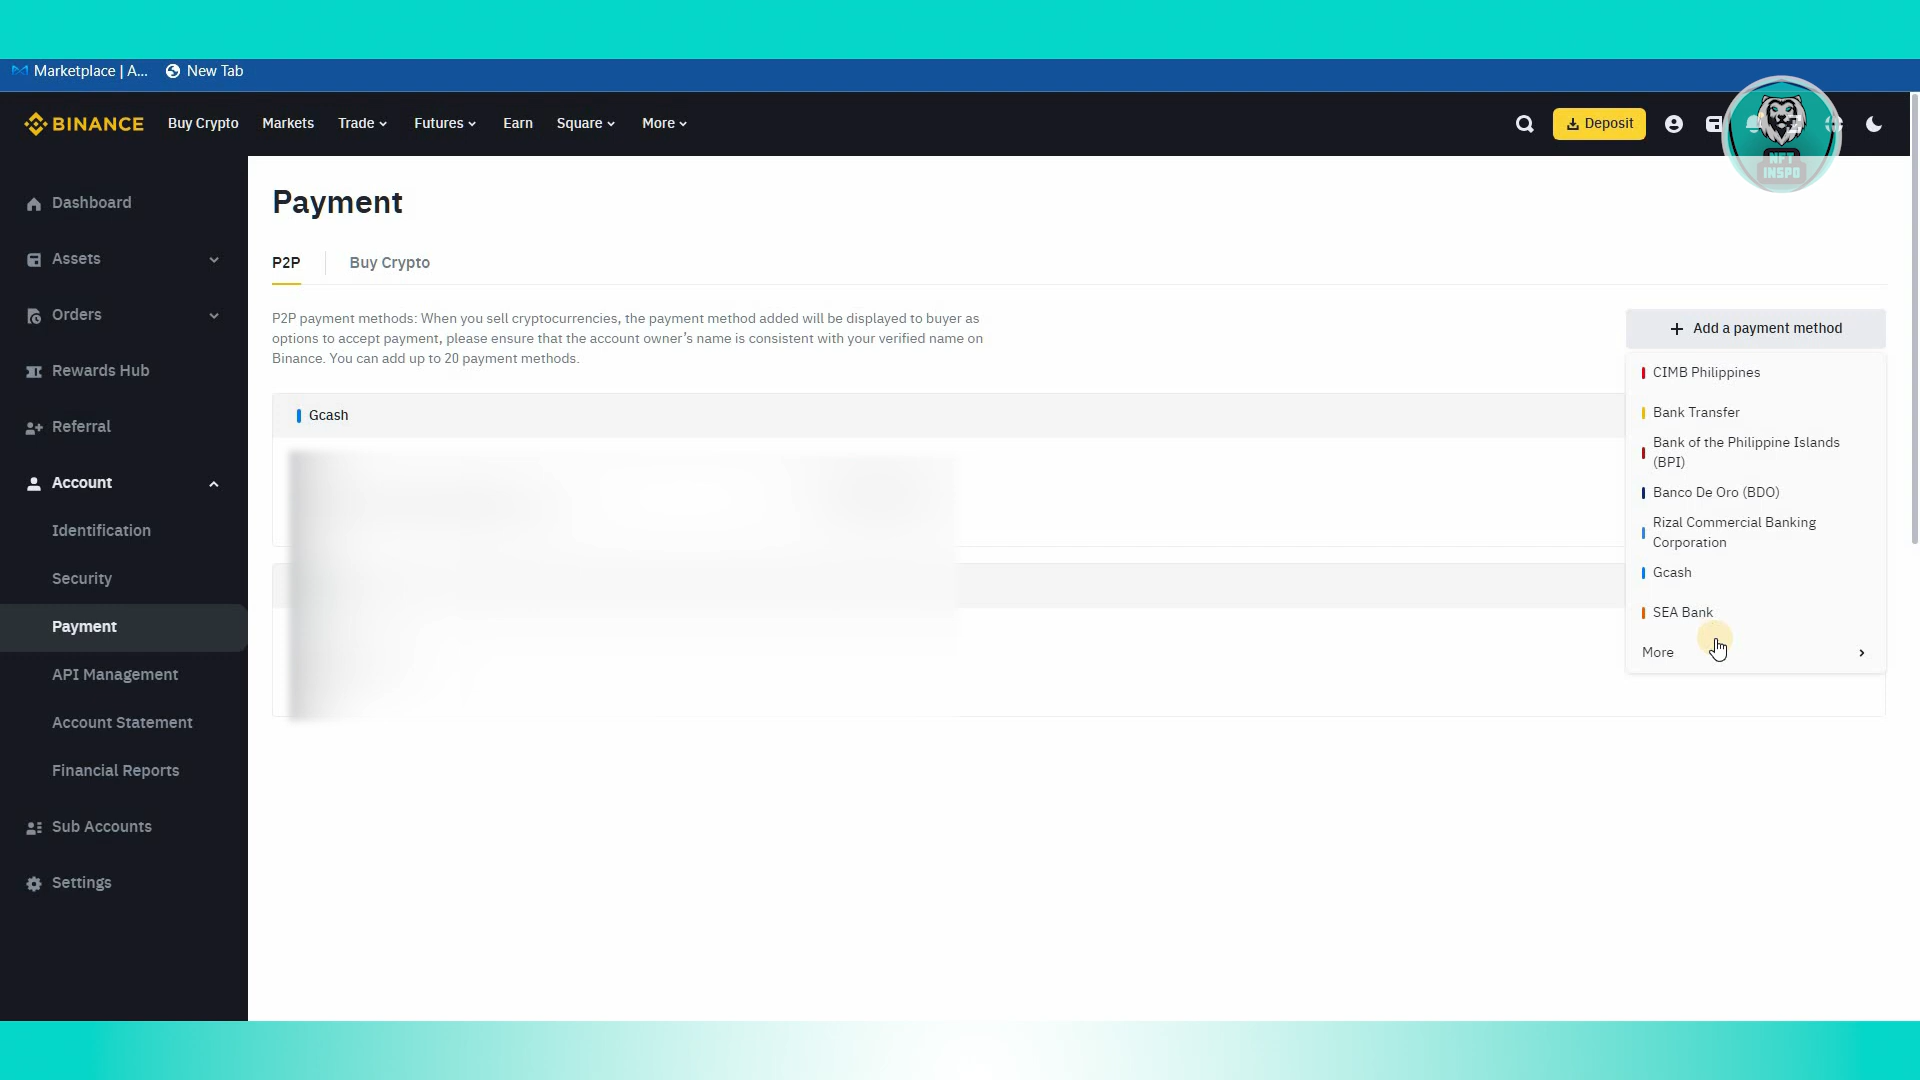 Marketplace | A... New Tab
BINANCE Buy Crypto Markets Trade Futures Earn Square More Deposit
NFT
INSPO
Dashboard
Assets
Orders
Rewards Hub
Referral
Account
Identification
Security
Payment
API Management
Account Statement
Financial Reports
Sub Accounts
Settings
Payment
P2P Buy Crypto
P2P payment methods: When you sell cryptocurrencies, the payment method added will be displayed to buyer as
options to accept payment, please ensure that the account owner’s name is consistent with your verified name on
Binance. You can add up to 20 payment methods.
Gcash
+ Add a payment method
CIMB Philippines
Bank Transfer
Bank of the Philippine Islands
(BPI)
Banco De Oro (BDO)
Rizal Commercial Banking
Corporation
Gcash
SEA Bank
More